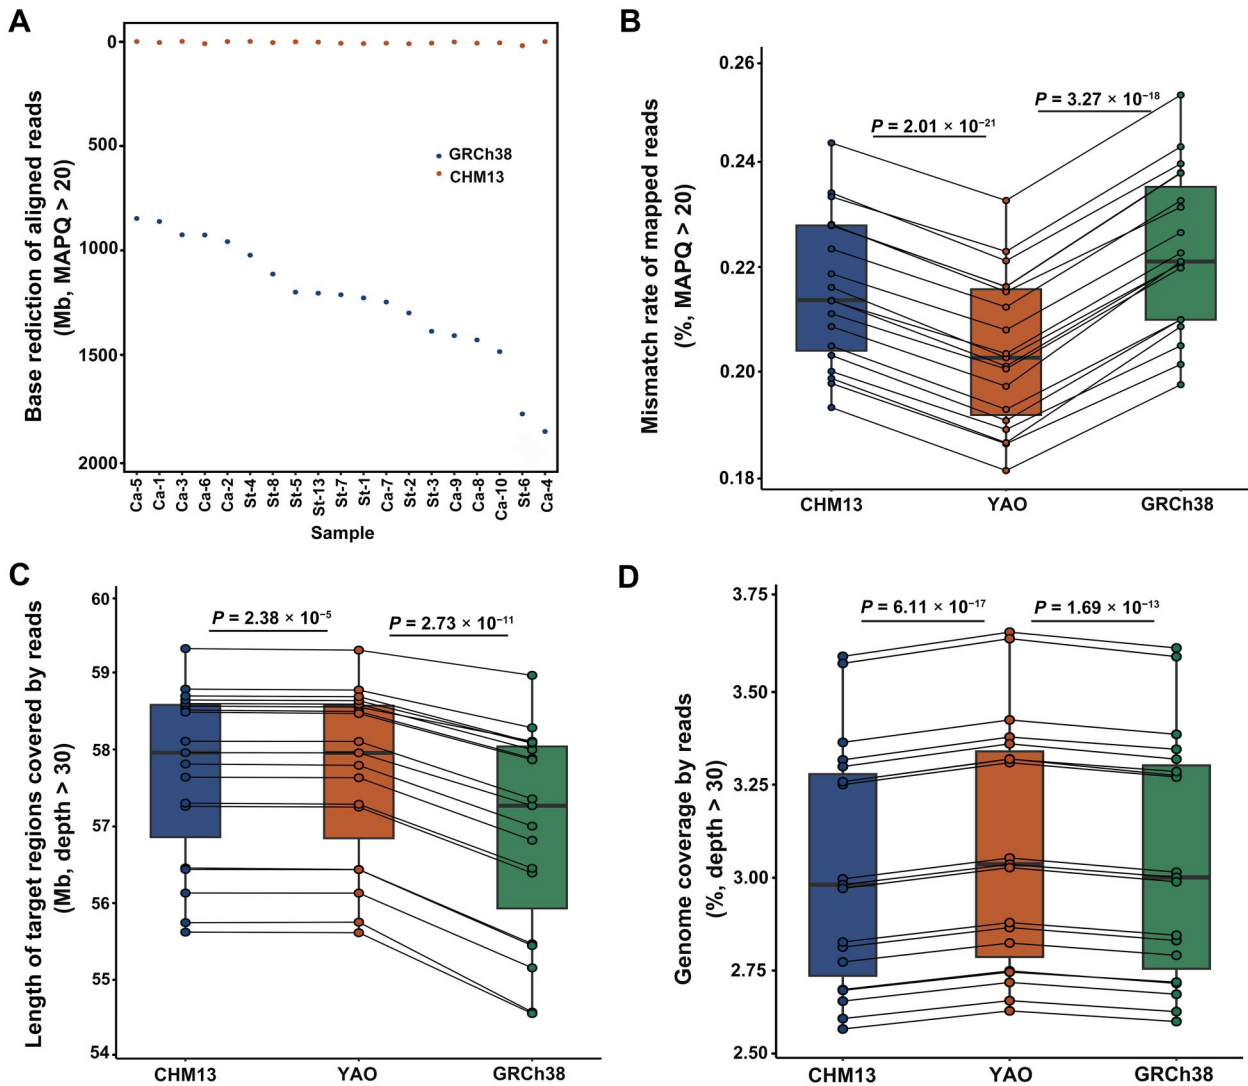 A
Base rediction of aligned reads
(Mb, MAPQ > 20)
0
500
1000
1500
2000
GRCh38
CHM13
Ca-5
Ca-1
Ca-3
Ca-6
Ca-2
St-4
St-8
St-5
St-13
St-7
St-1
Ca-7
St-2
St-3
Ca-9
Ca-8
Ca-10
St-6
Ca-4
Sample
B
Mismatch rate of mapped reads
(%, MAPQ > 20)
0.26
0.24
0.22
0.20
0.18
P = 2.01 × 10⁻²¹
P = 3.27 × 10⁻¹⁸
CHM13
YAO
GRCh38
C
Length of target regions covered by reads
(Mb, depth > 30)
60
59
58
57
56
55
54
P = 2.38 × 10⁻⁵
P = 2.73 × 10⁻¹¹
CHM13
YAO
GRCh38
D
Genome coverage by reads
(%, depth > 30)
3.75
3.50
3.25
3.00
2.75
2.50
P = 6.11 × 10⁻¹⁷
P = 1.69 × 10⁻¹³
CHM13
YAO
GRCh38